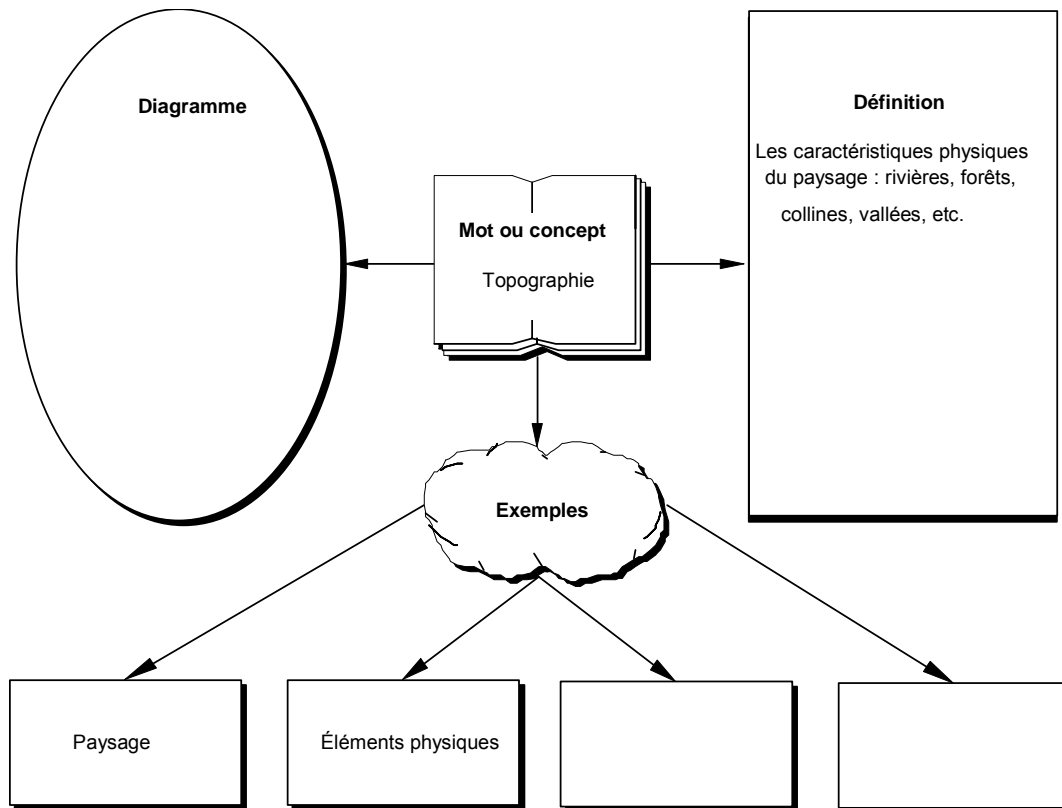 Diagramme
Définition
Les caractéristiques physiques
du paysage : rivières, forêts,
collines, vallées, etc.
Mot ou concept
Topographie
Exemples
Paysage
Éléments physiques